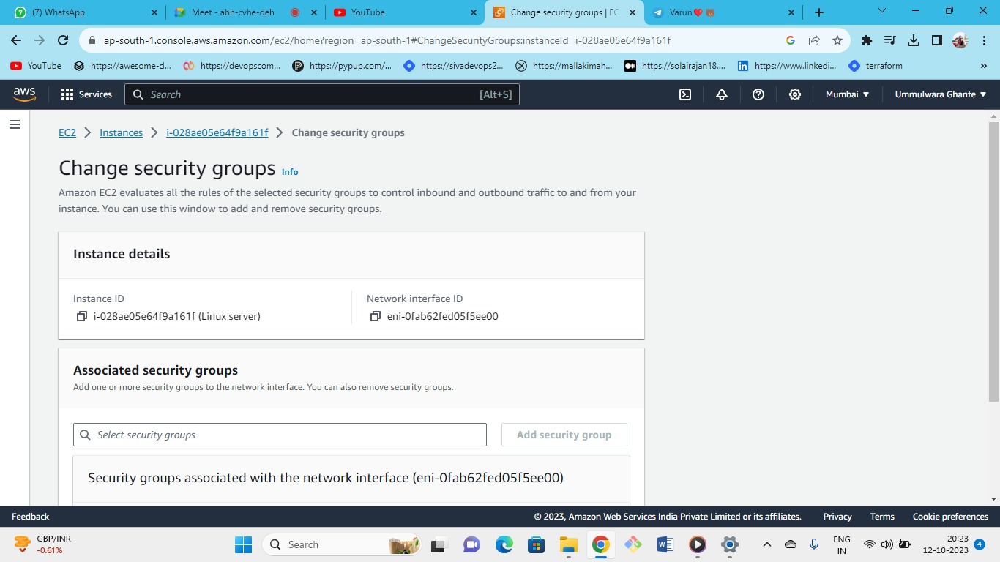 (7) WhatsApp
Meet - abh-cvhe-deh
YouTube
Change security groups | EC
Varun❤️ 🐻
ap-south-1.console.aws.amazon.com/ec2/home?region=ap-south-1#ChangeSecurityGroups:instanceId=i-028ae05e64f9a161f
YouTube
https://awesome-d...
https://devopscom...
https://pypup.com/...
https://sivadevops2...
https://mallakimah...
https://solairajan18....
https://www.linkedi...
terraform
»
aws
Services
Search
[Alt+S]
Mumbai
Ummulwara Ghante
EC2 > Instances > i-028ae05e64f9a161f > Change security groups
Change security groups Info
Amazon EC2 evaluates all the rules of the selected security groups to control inbound and outbound traffic to and from your
instance. You can use this window to add and remove security groups.
Instance details
Instance ID
i-028ae05e64f9a161f (Linux server)
Network interface ID
eni-0fab62fed05f5ee00
Associated security groups
Add one or more security groups to the network interface. You can also remove security groups.
Select security groups
Add security group
Security groups associated with the network interface (eni-0fab62fed05f5ee00)
Feedback
© 2023, Amazon Web Services India Private Limited or its affiliates.
Privacy
Terms
Cookie preferences
GBP/INR
-0.61%
Search
ENG
IN
20:23
12-10-2023
4